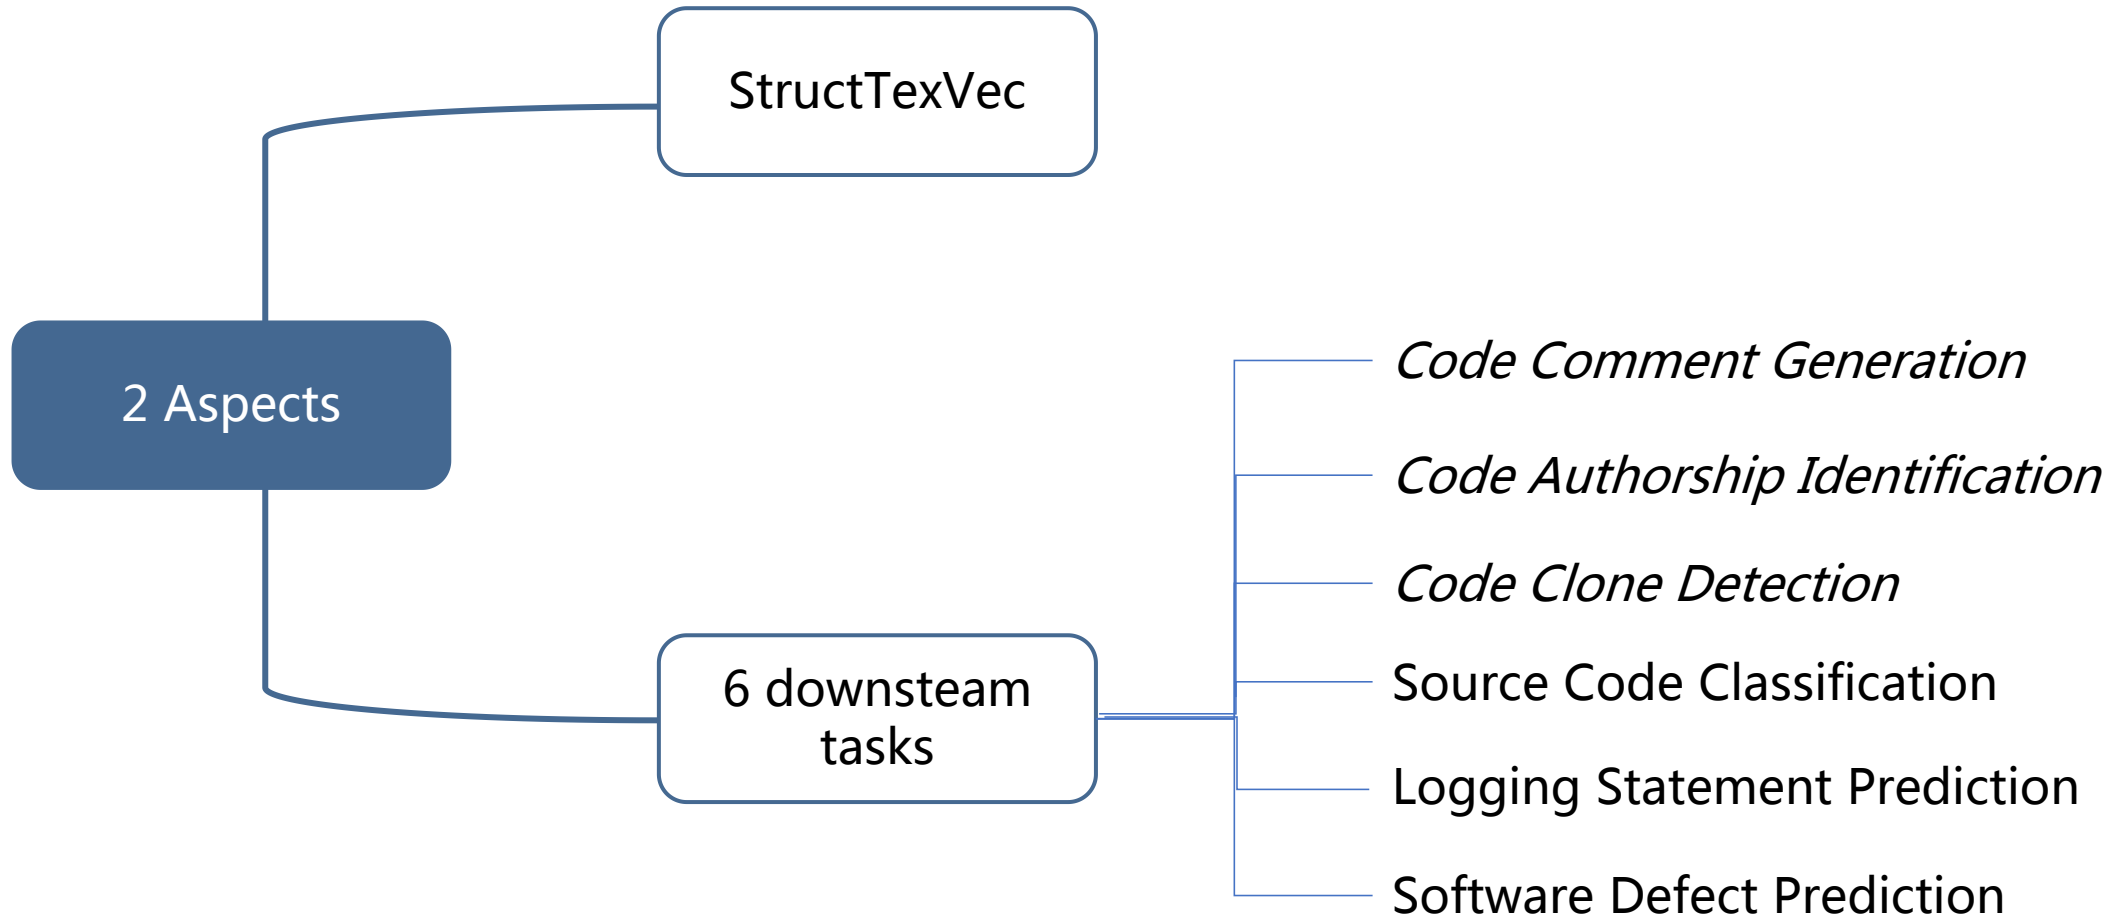 StructTexVec
2 Aspects
6 downsteam
tasks
Code Comment Generation
Code Authorship Identification
Code Clone Detection
Source Code Classification
Logging Statement Prediction
Software Defect Prediction